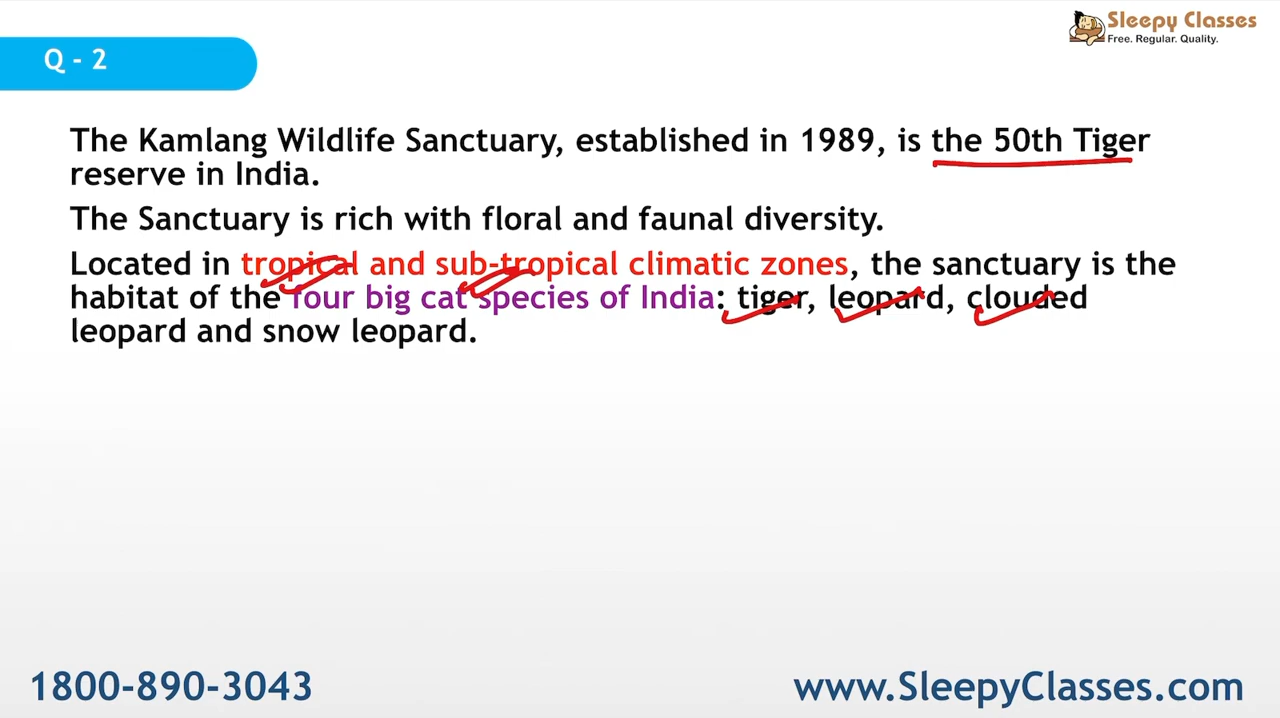 Sleepy Classes
Free. Regular. Quality.
Q - 2
The Kamlang Wildlife Sanctuary, established in 1989, is the 50th Tiger
reserve in India.
The Sanctuary is rich with floral and faunal diversity.
Located in tropical and sub-tropical climatic zones, the sanctuary is the
habitat of the four big cat species of India: tiger, leopard, clouded
leopard and snow leopard.
1800-890-3043
www.SleepyClasses.com